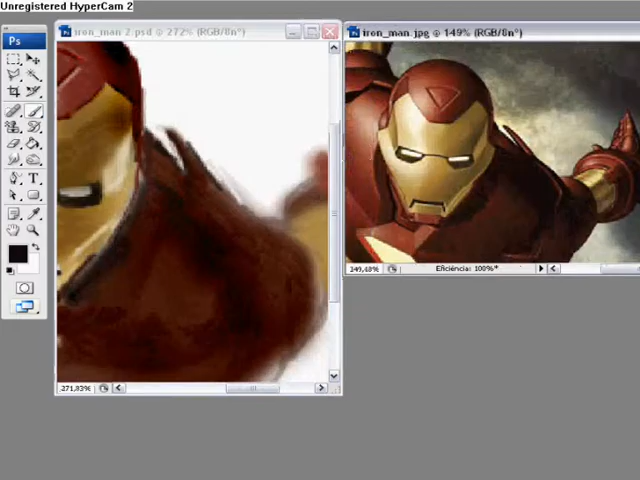 Unregistered HyperCam 2
Ps
iron_man 2.psd @ 272% (RGB/8n°)
iron_man.jpg @ 149% (RGB/8n°)
T
149,48%
Eficiência: 100%*
271,83%